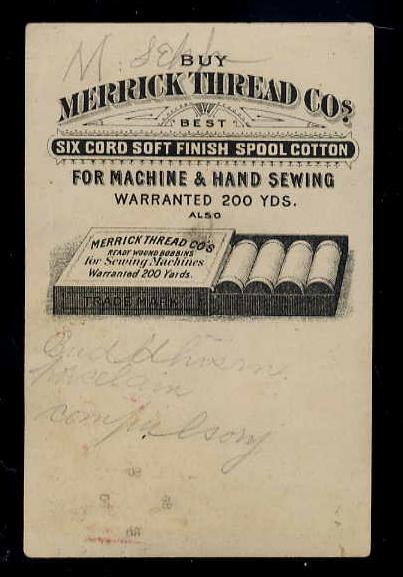 BUY
MERRICK THREAD COS
BEST
SIX CORD SOFT FINISH SPOOL COTTON
FOR MACHINE & HAND SEWING
WARRANTED 200 YDS.
ALSO
MERRICK THREAD CO'S
READY WOUND BOBBINS
for Sewing Machines
Warranted 200 Yards.
TRADE MARK
porcelain
compulsory